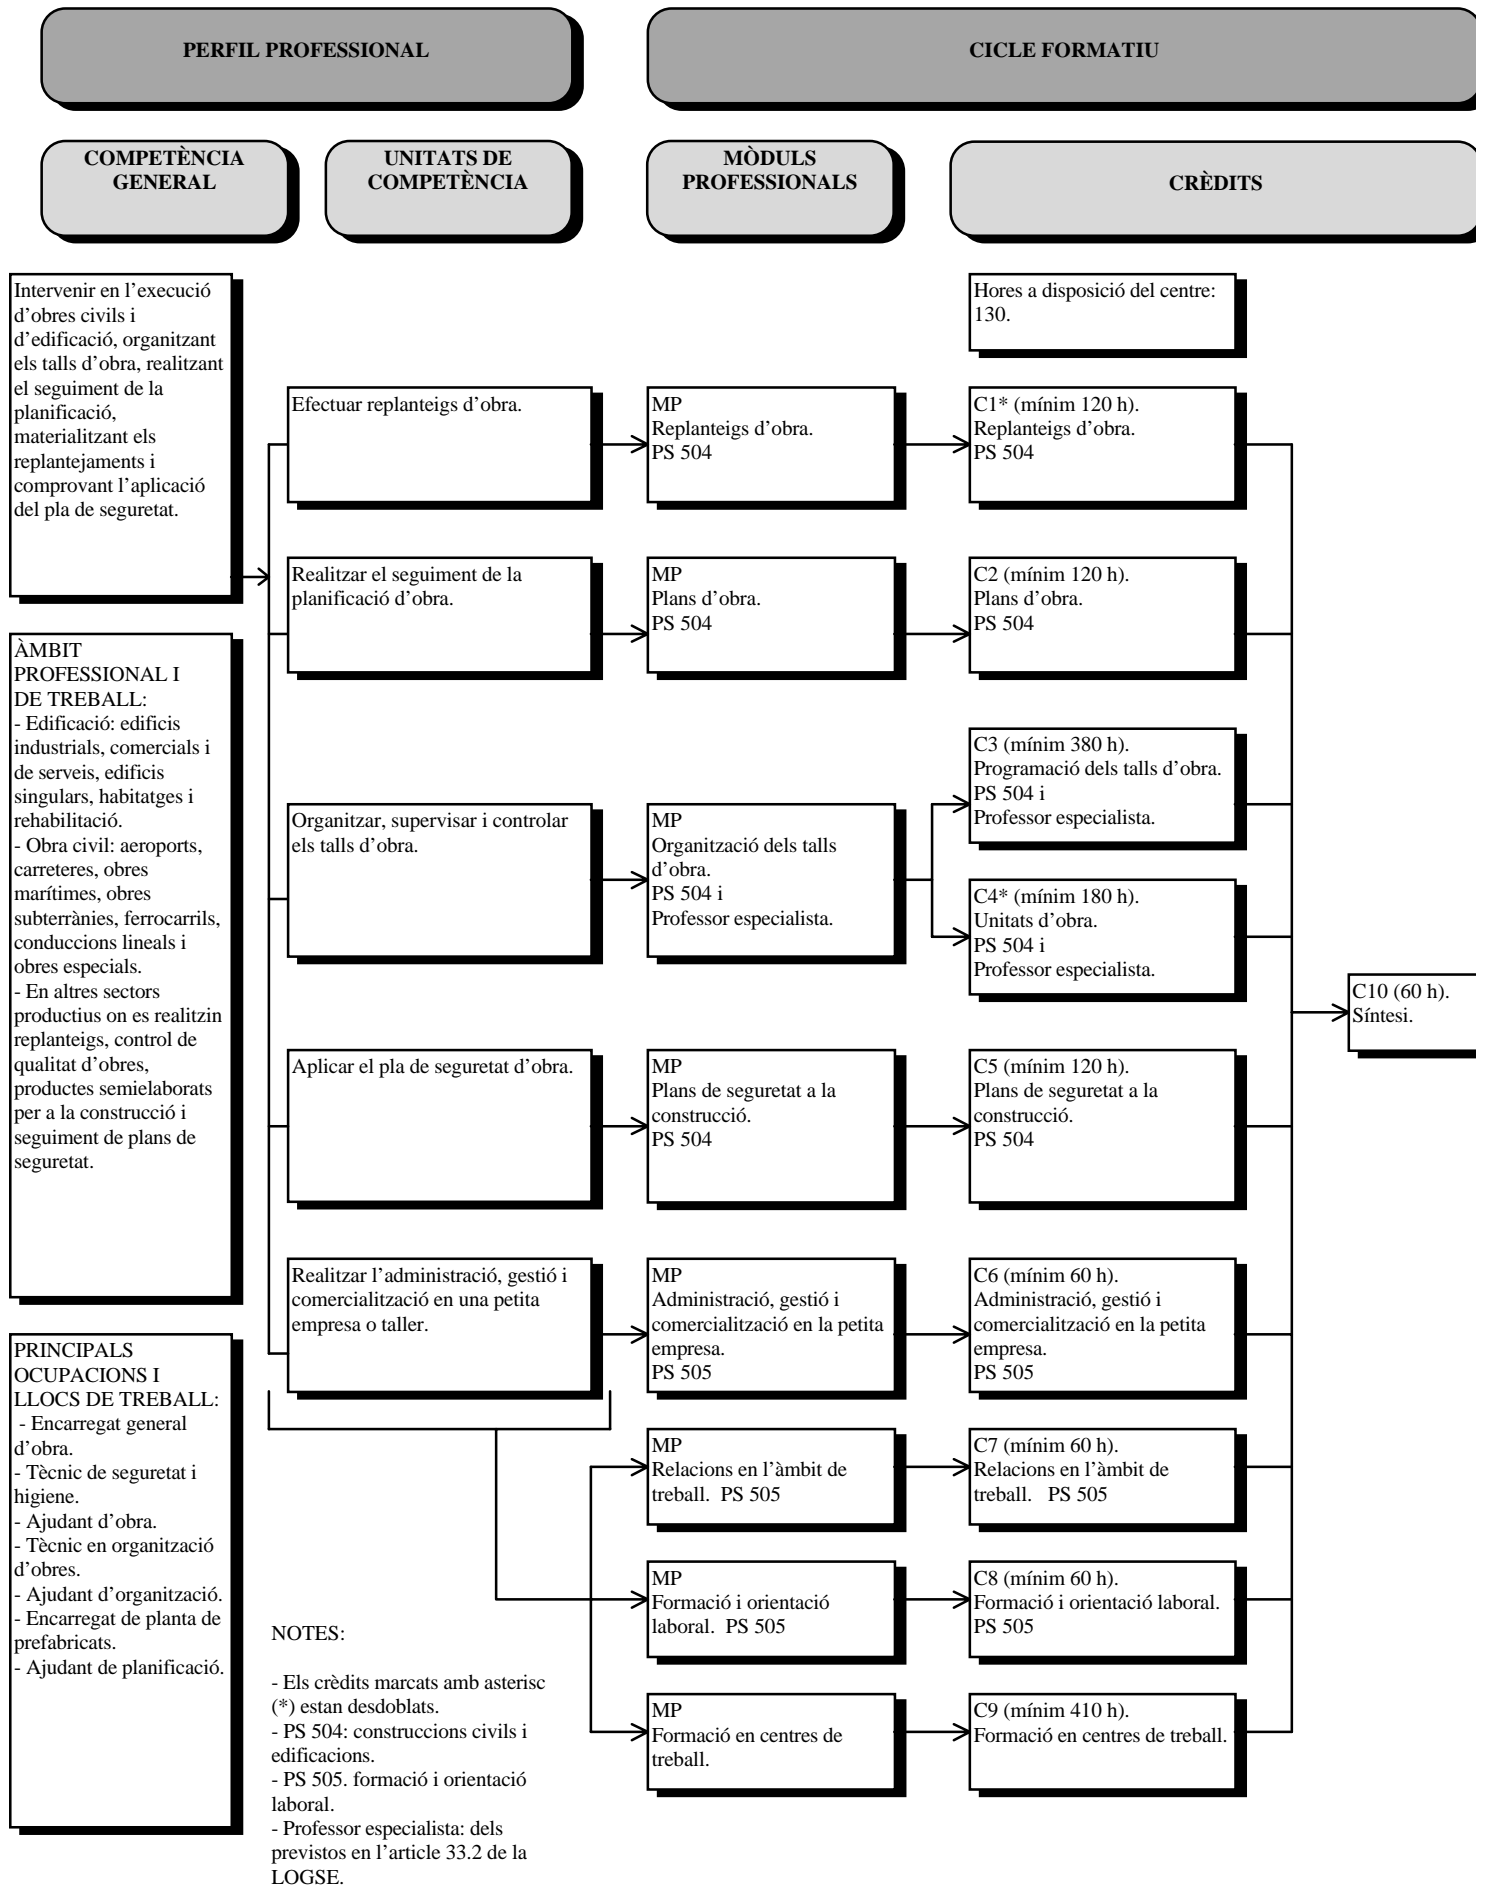 PERFIL PROFESSIONAL
CICLE FORMATIU
COMPETÈNCIA
GENERAL
UNITATS DE
COMPETÈNCIA
MÒDULS
PROFESSIONALS
CRÈDITS
Intervenir en l’execució
d’obres civils i
d’edificació, organitzant
els talls d’obra, realitzant
el seguiment de la
planificació,
materialitzant els
replantejaments i
comprovant l’aplicació
del pla de seguretat.
ÀMBIT
PROFESSIONAL I
DE TREBALL:
- Edificació: edificis
industrials, comercials i
de serveis, edificis
singulars, habitatges i
rehabilitació.
- Obra civil: aeroports,
carreteres, obres
marítimes, obres
subterrànies, ferrocarrils,
conduccions lineals i
obres especials.
- En altres sectors
productius on es realitzin
replanteigs, control de
qualitat d’obres,
productes semielaborats
per a la construcció i
seguiment de plans de
seguretat.
PRINCIPALS
OCUPACIONS I
LLOCS DE TREBALL:
- Encarregat general
d’obra.
- Tècnic de seguretat i
higiene.
- Ajudant d’obra.
- Tècnic en organització
d’obres.
- Ajudant d’organització.
- Encarregat de planta de
prefabricats.
- Ajudant de planificació.
Efectuar replanteigs d’obra.
Realitzar el seguiment de la
planificació d’obra.
Organitzar, supervisar i controlar
els talls d’obra.
Aplicar el pla de seguretat d’obra.
Realitzar l’administració, gestió i
comercialització en una petita
empresa o taller.
NOTES:
- Els crèdits marcats amb asterisc
(*) estan desdoblats.
- PS 504: construccions civils i
edificacions.
- PS 505. formació i orientació
laboral.
- Professor especialista: dels
previstos en l’article 33.2 de la
LOGSE.
MP
Replanteigs d’obra.
PS 504
MP
Plans d’obra.
PS 504
MP
Organització dels talls
d’obra.
PS 504 i
Professor especialista.
MP
Plans de seguretat a la
construcció.
PS 504
MP
Administració, gestió i
comercialització en la petita
empresa.
PS 505
MP
Relacions en l’àmbit de
treball. PS 505
MP
Formació i orientació
laboral. PS 505
MP
Formació en centres de
treball.
Hores a disposició del centre:
130.
C1* (mínim 120 h).
Replanteigs d’obra.
PS 504
C2 (mínim 120 h).
Plans d’obra.
PS 504
C3 (mínim 380 h).
Programació dels talls d’obra.
PS 504 i
Professor especialista.
C4* (mínim 180 h).
Unitats d’obra.
PS 504 i
Professor especialista.
C5 (mínim 120 h).
Plans de seguretat a la
construcció.
PS 504
C6 (mínim 60 h).
Administració, gestió i
comercialització en la petita
empresa.
PS 505
C7 (mínim 60 h).
Relacions en l’àmbit de
treball. PS 505
C8 (mínim 60 h).
Formació i orientació laboral.
PS 505
C9 (mínim 410 h).
Formació en centres de treball.
C10 (60 h).
Síntesi.